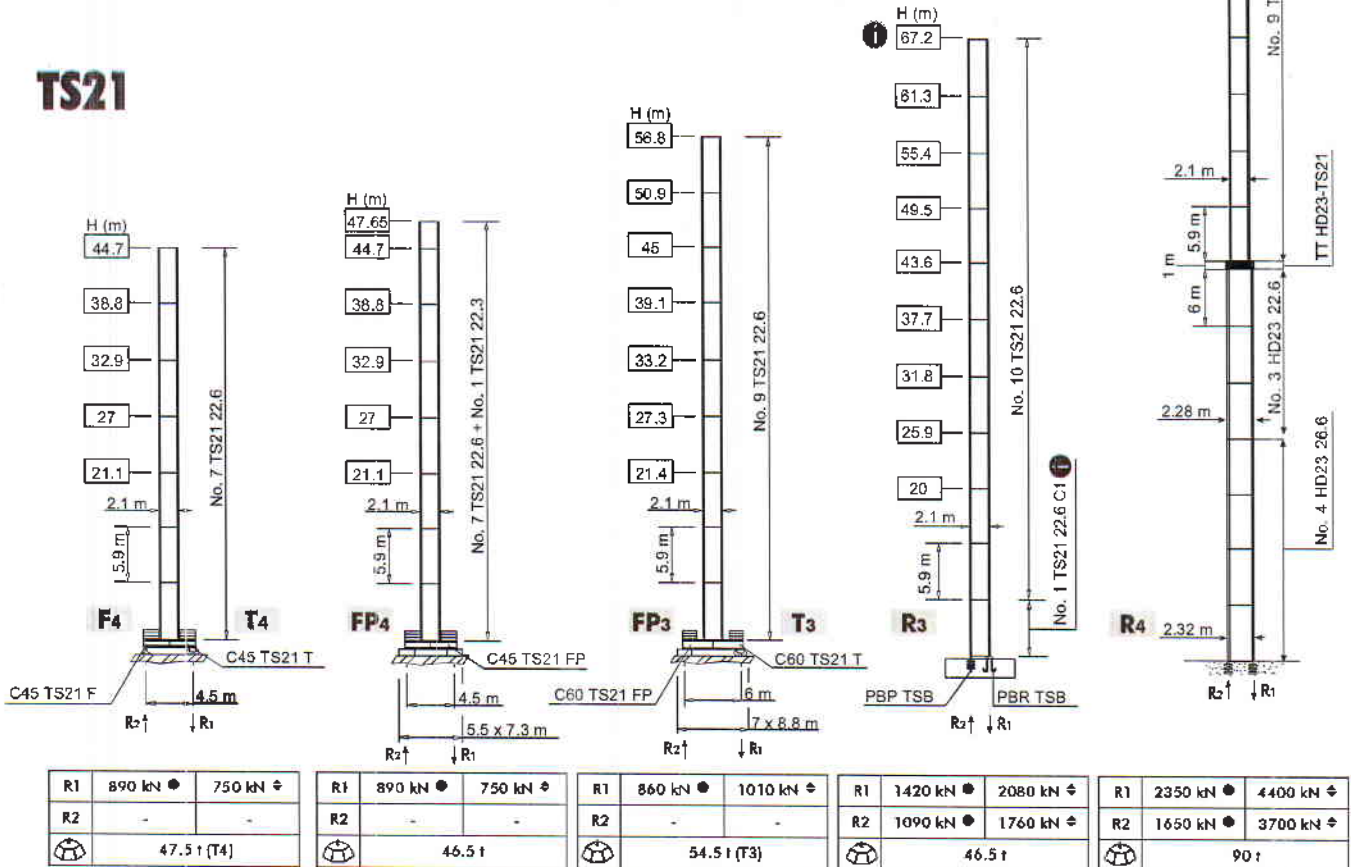 TS21
H (m)
44.7
38.8
32.9
27
21.1
2.1 m
5.9 m
No. 7 TS21 22.6
F4
T4
C45 TS21 T
C45 TS21 F
4.5 m
R2
R1
H (m)
47.65
44.7
38.8
32.9
27
21.1
2.1 m
5.9 m
No. 7 TS21 22.6 + No. 1 TS21 22.3
FP4
C45 TS21 FP
4.5 m
5.5 x 7.3 m
R2
R1
H (m)
56.8
50.9
45
39.1
33.2
27.3
21.4
2.1 m
5.9 m
No. 9 TS21 22.6
FP3
T3
C60 TS21 T
C60 TS21 FP
6 m
7 x 8.8 m
R2
R1
H (m)
i
67.2
61.3
55.4
49.5
43.6
37.7
31.8
25.9
20
2.1 m
5.9 m
No. 10 TS21 22.6
No. 1 TS21 22.6 C1 i
R3
PBP TSB
PBR TSB
R2
R1
No. 9
2.1 m
5.9 m
1 m
6 m
TT HD23-TS21
No. 3 HD23 22.6
2.28 m
No. 4 HD23 26.6
R4
2.32 m
R2
R1
R1 890 kN 750 kN
R2 - -
47.5 t (T4)
R1 890 kN 750 kN
R2 - -
46.5 t
R1 860 kN 1010 kN
R2 - -
54.5 t (T3)
R1 1420 kN 2080 kN
R2 1090 kN 1760 kN
46.5 t
R1 2350 kN 4400 kN
R2 1650 kN 3700 kN
90 t